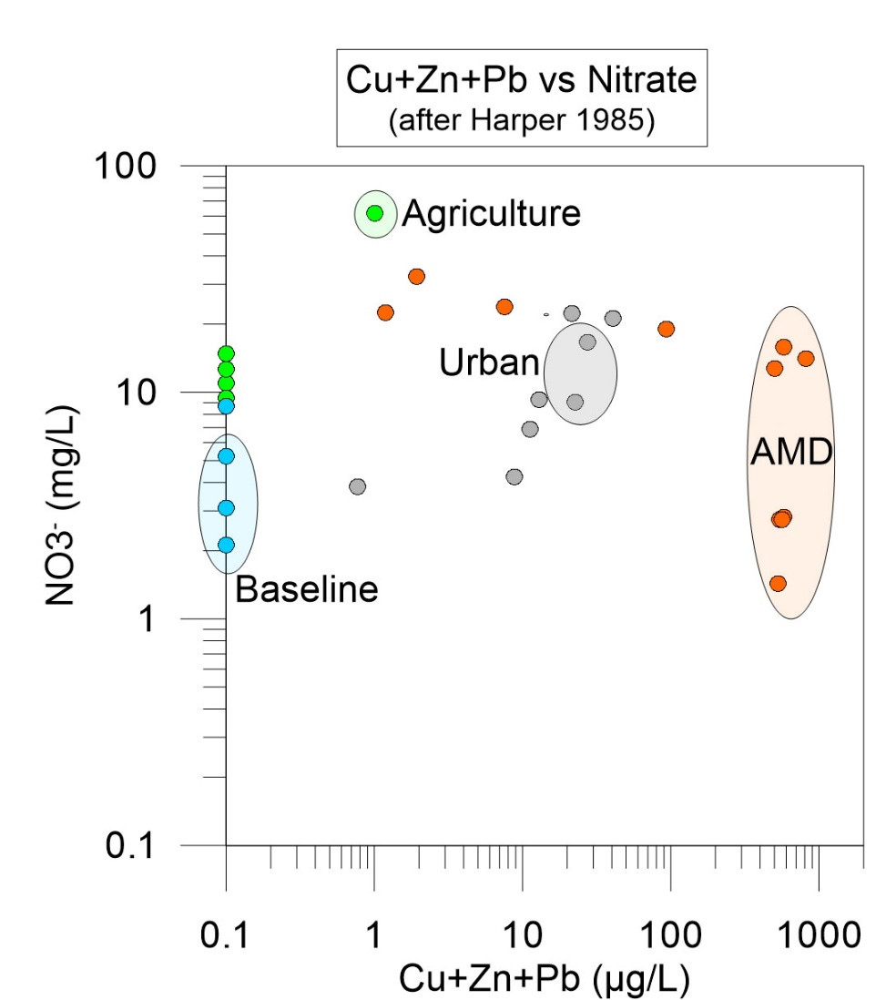 Cu+Zn+Pb vs Nitrate
(after Harper 1985)
100
Agriculture
Urban
10
AMD
NO3- (mg/L)
Baseline
1
0.1
0.1 1 10 100 1000
Cu+Zn+Pb (µg/L)